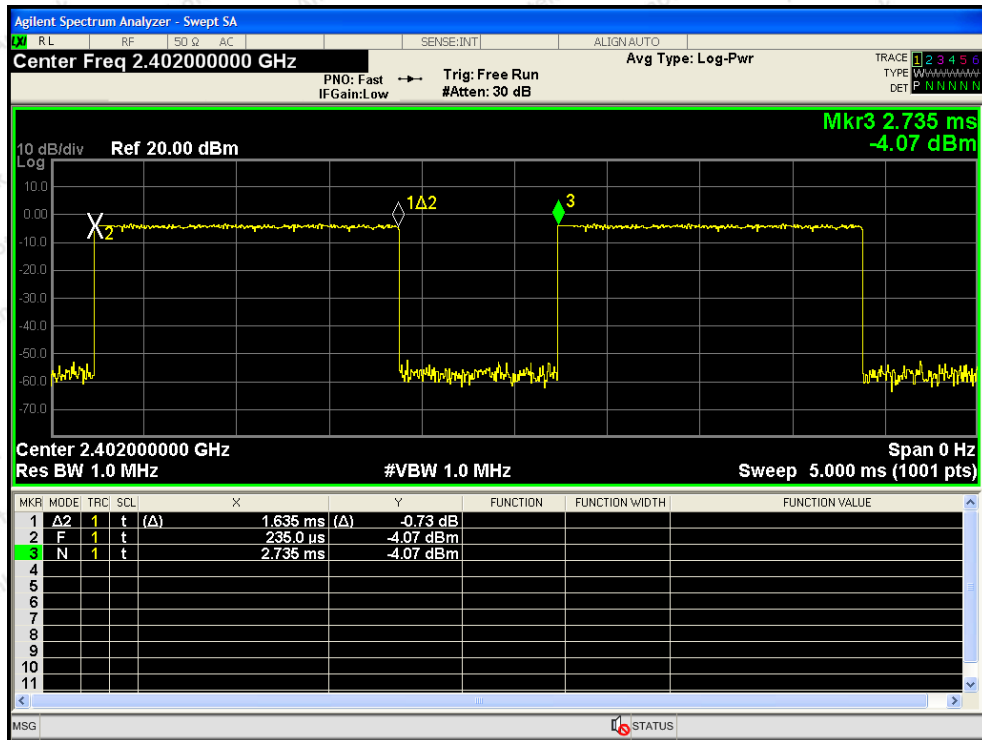 Agilent Spectrum Analyzer - Swept SA
LXI RL RF 50 Ω AC SENSE:INT ALIGN AUTO
Center Freq 2.402000000 GHz
PNO: Fast
IFGain:Low
Trig: Free Run
#Atten: 30 dB
Avg Type: Log-Pwr
TRACE 1 2 3 4 5 6
TYPE WWWWWW
DET P N N N N N
Mkr3 2.735 ms
-4.07 dBm
10 dB/div Ref 20.00 dBm
Log
10.0
0.00
-10.0
-20.0
-30.0
-40.0
-50.0
-60.0
-70.0
2
1Δ2
3
Center 2.402000000 GHz Span 0 Hz
Res BW 1.0 MHz #VBW 1.0 MHz Sweep 5.000 ms (1001 pts)
MKR MODE TRC SCL X Y FUNCTION FUNCTION WIDTH FUNCTION VALUE
1 Δ2 1 t (Δ) 1.635 ms (Δ) -0.73 dB
2 F 1 t 235.0 µs -4.07 dBm
3 N 1 t 2.735 ms -4.07 dBm
4
5
6
7
8
9
10
11
MSG STATUS